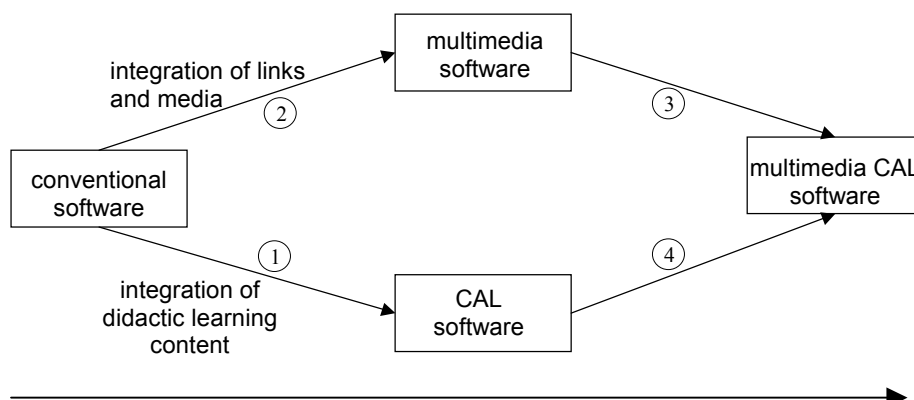 multimedia
software
integration of links
and media
2
3
conventional
software
multimedia CAL
software
1
4
integration of
didactic learning
content
CAL
software